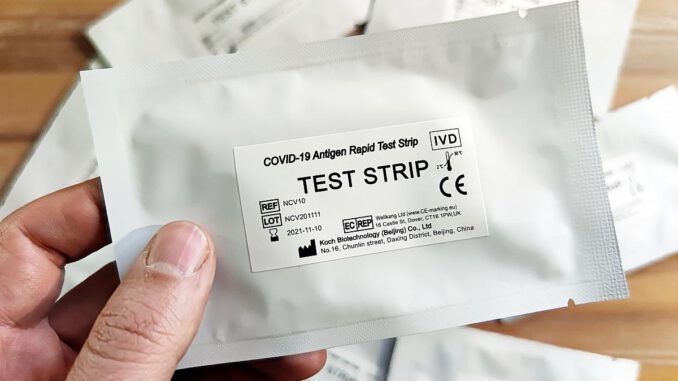 COVID-19 Antigen Rapid Test Strip
IVD
TEST STRIP
2°C 30°C
CE
REF NCV10
LOT NCV201111
2021-11-10
EC REP Wellkang Ltd (www.CE-marking.eu)
16 Castle St, Dover, CT16 1PW,UK
Koch Biotechnology (Beijing) Co., Ltd
No.16, Chunlin street, Daxing District, Beijing, China